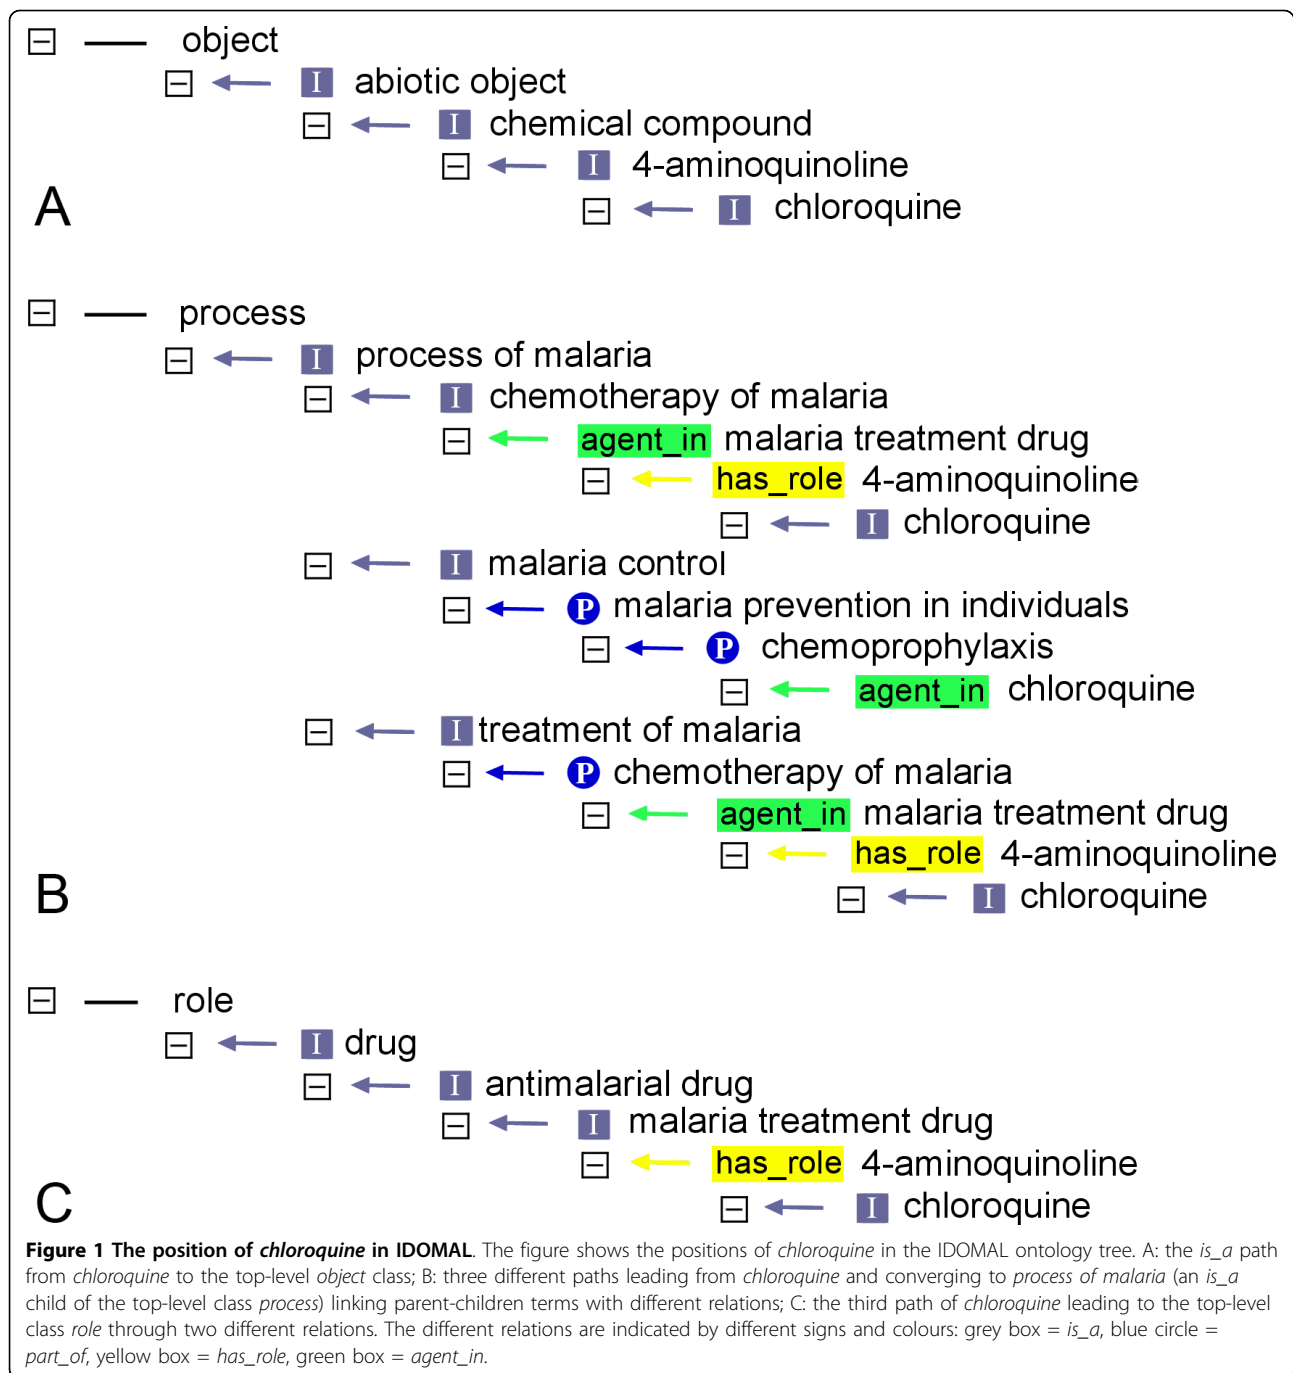 object
I abiotic object
I chemical compound
I 4-aminoquinoline
I chloroquine
A
process
I process of malaria
I chemotherapy of malaria
agent_in malaria treatment drug
has_role 4-aminoquinoline
I chloroquine
I malaria control
P malaria prevention in individuals
P chemoprophylaxis
agent_in chloroquine
I treatment of malaria
P chemotherapy of malaria
agent_in malaria treatment drug
has_role 4-aminoquinoline
I chloroquine
B
role
I drug
I antimalarial drug
I malaria treatment drug
has_role 4-aminoquinoline
I chloroquine
C
Figure 1 The position of chloroquine in IDOMAL. The figure shows the positions of chloroquine in the IDOMAL ontology tree. A: the is_a path
from chloroquine to the top-level object class; B: three different paths leading from chloroquine and converging to process of malaria (an is_a
child of the top-level class process) linking parent-children terms with different relations; C: the third path of chloroquine leading to the top-level
class role through two different relations. The different relations are indicated by different signs and colours: grey box = is_a, blue circle =
part_of, yellow box = has_role, green box = agent_in.